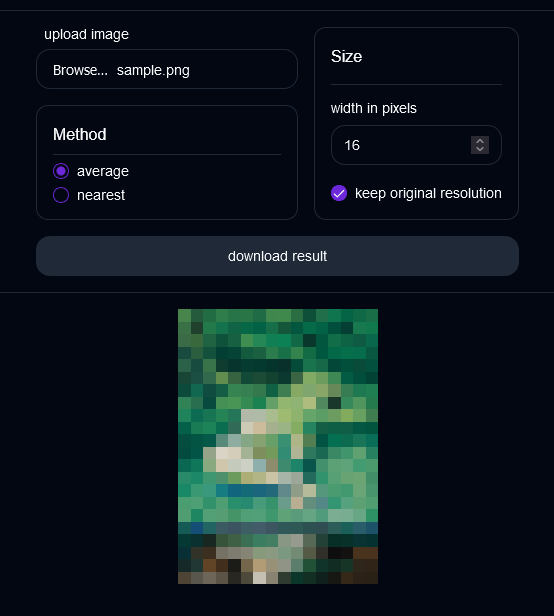 upload image
Browse... sample.png
Method
average
nearest
Size
width in pixels
16
keep original resolution
download result